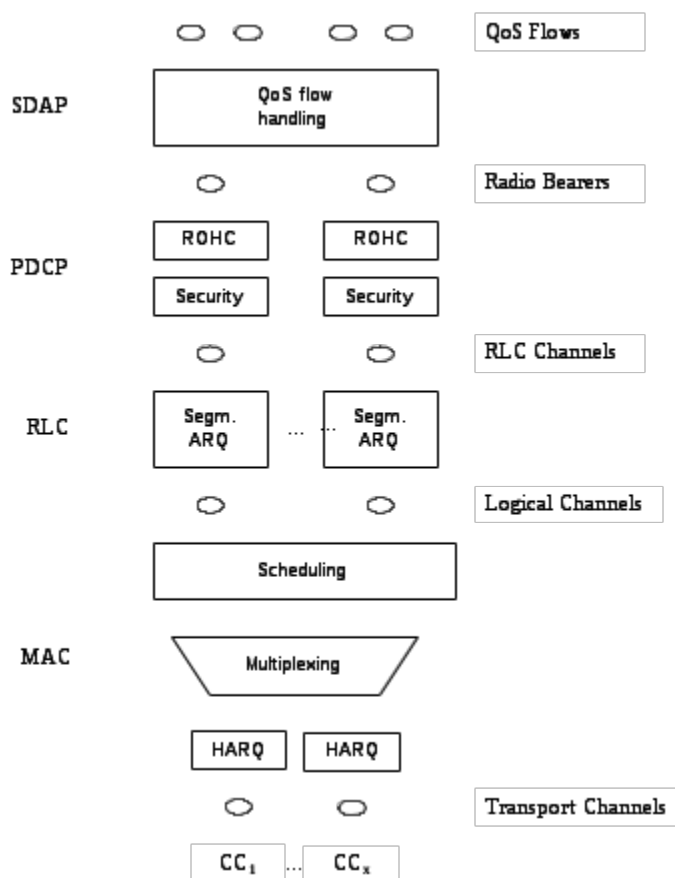 QoS Flows
SDAP
QoS flow
handling
Radio Bearers
PDCP
ROHC ROHC
Security Security
RLC Channels
RLC
Segm.
ARQ
... ...
Segm.
ARQ
Logical Channels
Scheduling
MAC
Multiplexing
HARQ HARQ
Transport Channels
CC₁ ... CCₓ